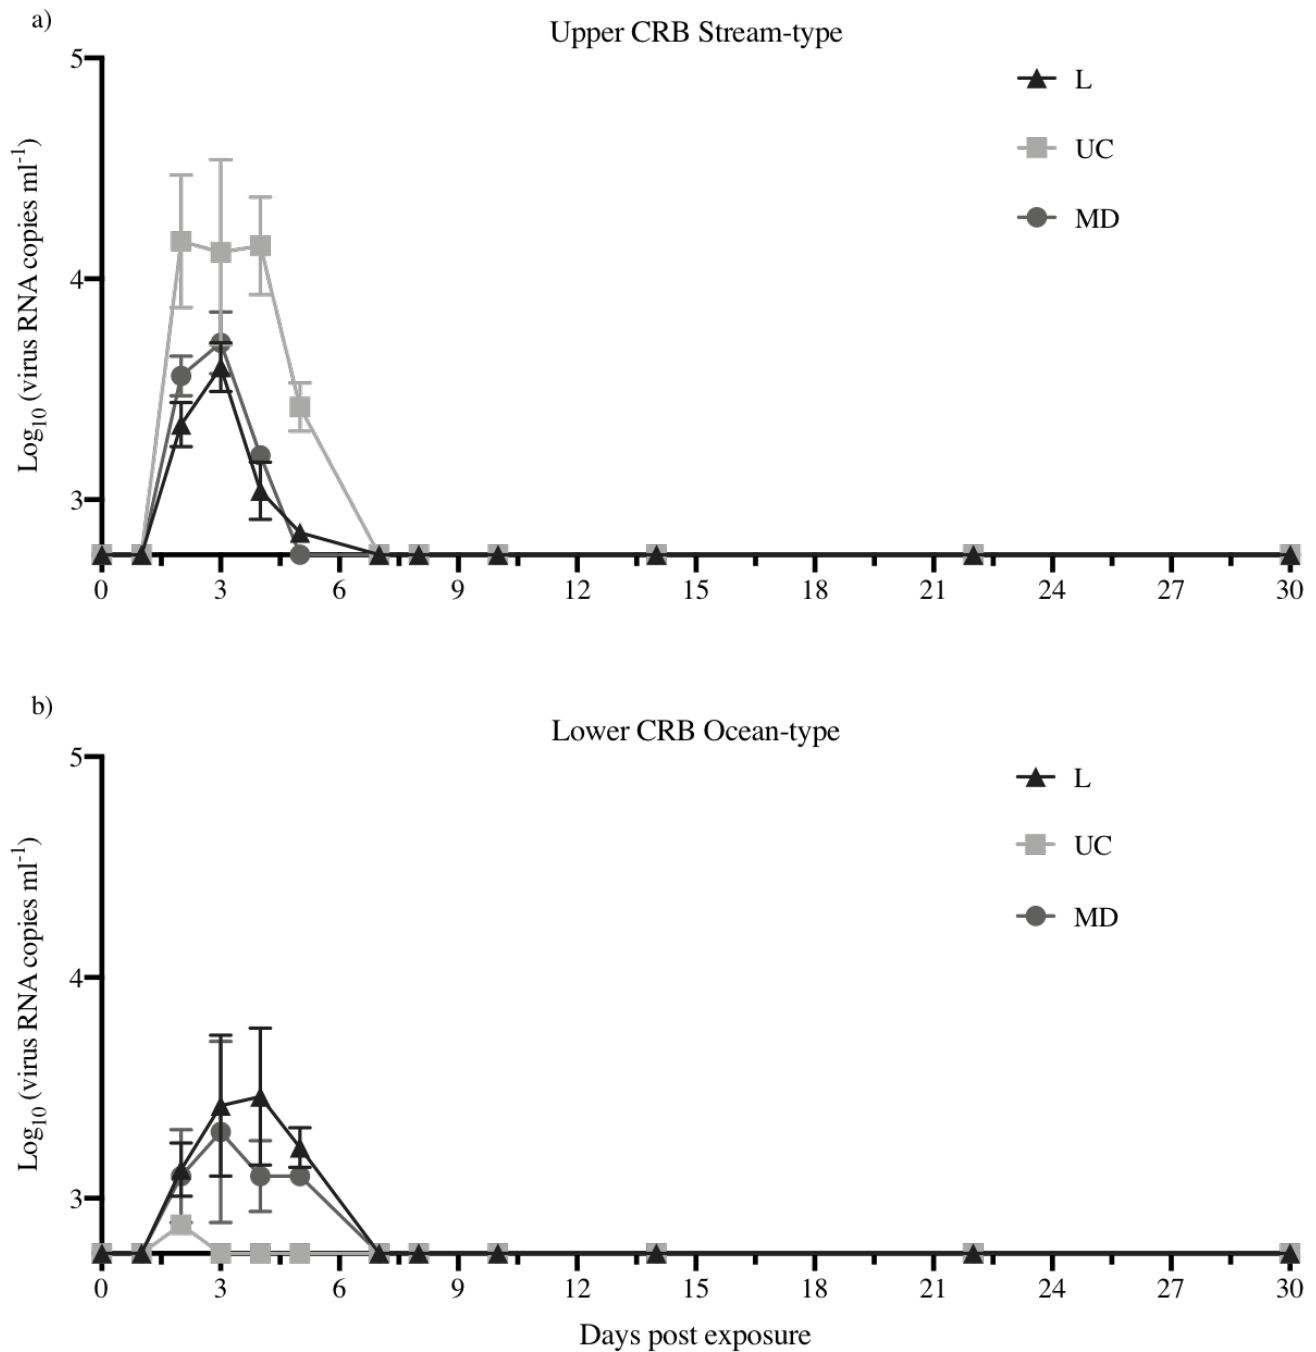 a)
Upper CRB Stream-type
L
UC
MD
Log10 (virus RNA copies ml-1)
5
4
3
0 3 6 9 12 15 18 21 24 27 30
b)
Lower CRB Ocean-type
L
UC
MD
Log10 (virus RNA copies ml-1)
5
4
3
0 3 6 9 12 15 18 21 24 27 30
Days post exposure